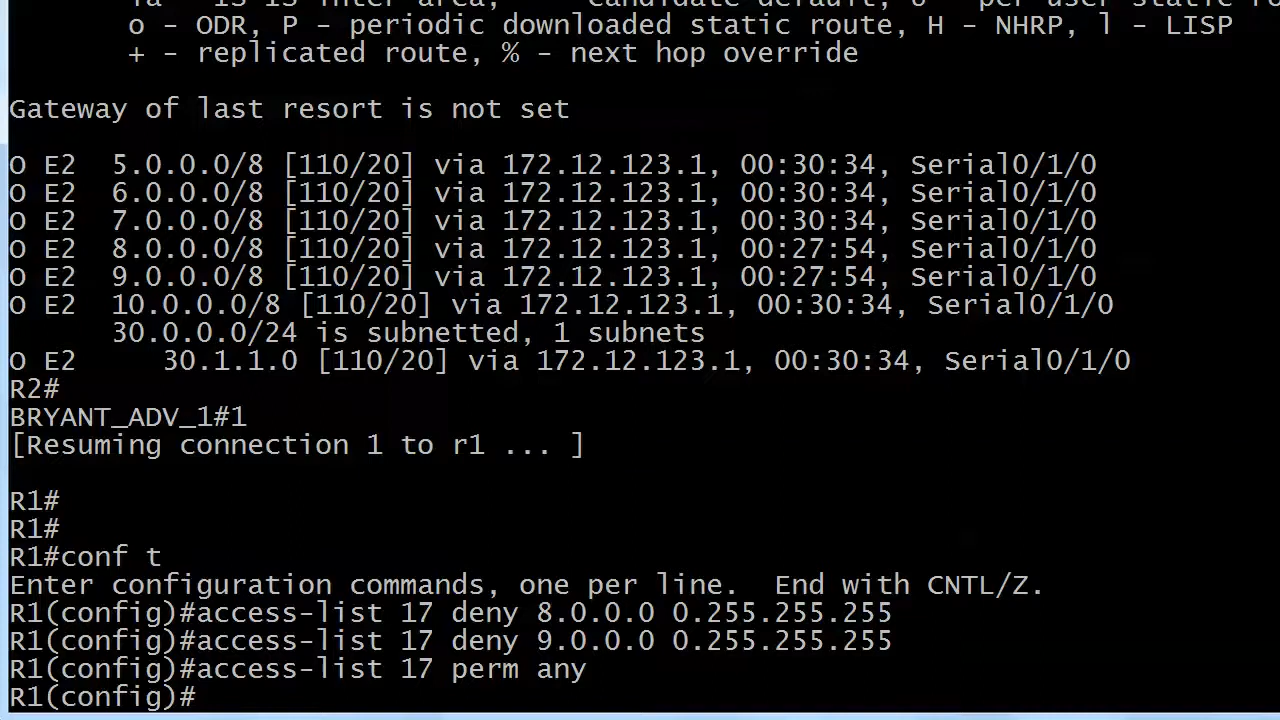 o - ODR, P - periodic downloaded static route, H - NHRP, l - LISP
+ - replicated route, % - next hop override
Gateway of last resort is not set
O E2 5.0.0.0/8 [110/20] via 172.12.123.1, 00:30:34, Serial0/1/0
O E2 6.0.0.0/8 [110/20] via 172.12.123.1, 00:30:34, Serial0/1/0
O E2 7.0.0.0/8 [110/20] via 172.12.123.1, 00:30:34, Serial0/1/0
O E2 8.0.0.0/8 [110/20] via 172.12.123.1, 00:27:54, Serial0/1/0
O E2 9.0.0.0/8 [110/20] via 172.12.123.1, 00:27:54, Serial0/1/0
O E2 10.0.0.0/8 [110/20] via 172.12.123.1, 00:30:34, Serial0/1/0
30.0.0.0/24 is subnetted, 1 subnets
O E2 30.1.1.0 [110/20] via 172.12.123.1, 00:30:34, Serial0/1/0
R2#
BRYANT_ADV_1#1
[Resuming connection 1 to r1 ... ]
R1#
R1#
R1#conf t
Enter configuration commands, one per line. End with CNTL/Z.
R1(config)#access-list 17 deny 8.0.0.0 0.255.255.255
R1(config)#access-list 17 deny 9.0.0.0 0.255.255.255
R1(config)#access-list 17 perm any
R1(config)#